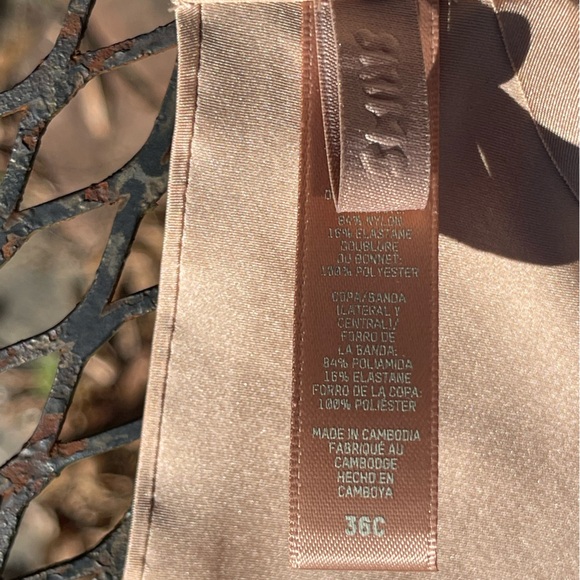 SKIMS
84% NYLON
16% ELASTANE
DOUBLURE
DU BONNET:
100% POLYESTER
COPA/BANDA
(LATERAL Y
CENTRAL)/
FORRO DE
LA BANDA:
84% POLIAMIDA
16% ELASTANE
FORRO DE LA COPA:
100% POLIÉSTER
MADE IN CAMBODIA
FABRIQUÉ AU
CAMBODGE
HECHO EN
CAMBOYA
36C